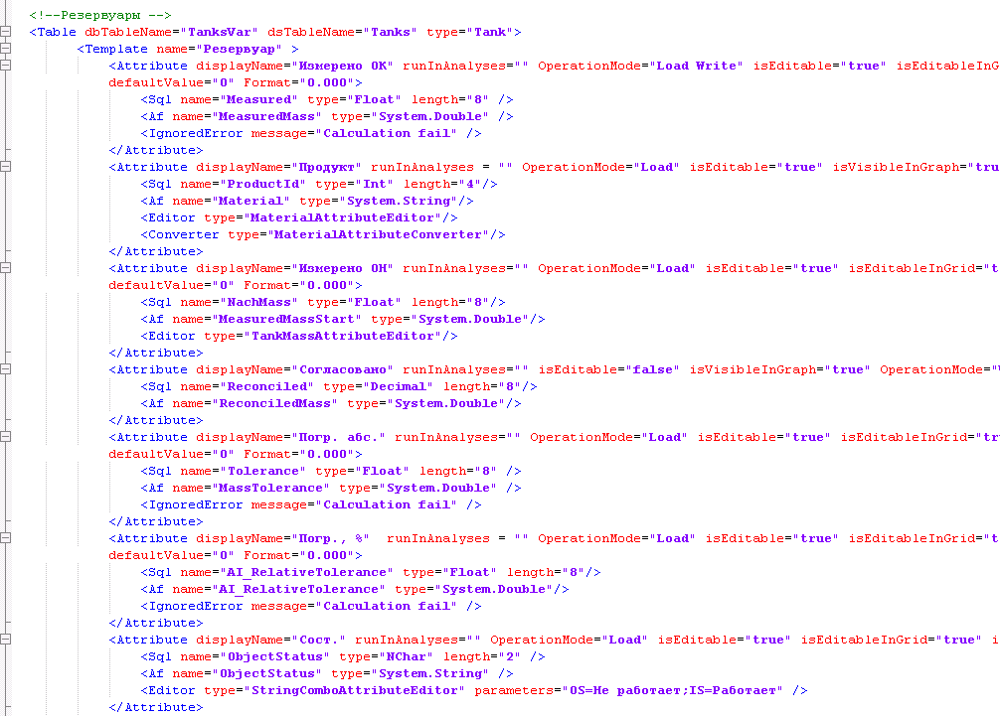 <!--Резервуары -->
<Table dbTableName="TanksVar" dsTableName="Tanks" type="Tank">
<Template name="Резервуар" >
<Attribute displayName="Измерено ОК" runInAnalyses="" OperationMode="Load Write" isEditable="true" isEditableInG
defaultValue="0" Format="0.000">
<Sql name="Measured" type="Float" length="8" />
<Af name="MeasuredMass" type="System.Double" />
<IgnoredError message="Calculation fail" />
</Attribute>
<Attribute displayName="Продукт" runInAnalyses = "" OperationMode="Load" isEditable="true" isVisibleInGraph="tru
<Sql name="ProductId" type="Int" length="4"/>
<Af name="Material" type="System.String"/>
<Editor type="MaterialAttributeEditor"/>
<Converter type="MaterialAttributeConverter"/>
</Attribute>
<Attribute displayName="Измерено ОН" runInAnalyses="" OperationMode="Load" isEditable="true" isEditableInGrid="t
defaultValue="0" Format="0.000">
<Sql name="NachMass" type="Float" length="8"/>
<Af name="MeasuredMassStart" type="System.Double"/>
<Editor type="TankMassAttributeEditor"/>
</Attribute>
<Attribute displayName="Согласовано" runInAnalyses="" isEditable="false" isVisibleInGraph="true" OperationMode="
<Sql name="Reconciled" type="Decimal" length="8"/>
<Af name="ReconciledMass" type="System.Double"/>
</Attribute>
<Attribute displayName="Погр. абс." runInAnalyses="" OperationMode="Load" isEditable="true" isEditableInGrid="tr
defaultValue="0" Format="0.000">
<Sql name="Tolerance" type="Float" length="8" />
<Af name="MassTolerance" type="System.Double" />
<IgnoredError message="Calculation fail" />
</Attribute>
<Attribute displayName="Погр., %" runInAnalyses = "" OperationMode="Load" isEditable="true" isEditableInGrid="t
defaultValue="0" Format="0.000">
<Sql name="AI_RelativeTolerance" type="Float" length="8"/>
<Af name="AI_RelativeTolerance" type="System.Double"/>
<IgnoredError message="Calculation fail" />
</Attribute>
<Attribute displayName="Сост." runInAnalyses="" OperationMode="Load" isEditable="true" isEditableInGrid="true" i
<Sql name="ObjectStatus" type="NChar" length="2" />
<Af name="ObjectStatus" type="System.String" />
<Editor type="StringComboAttributeEditor" parameters="OS=Не работает;IS=Работает" />
</Attribute>